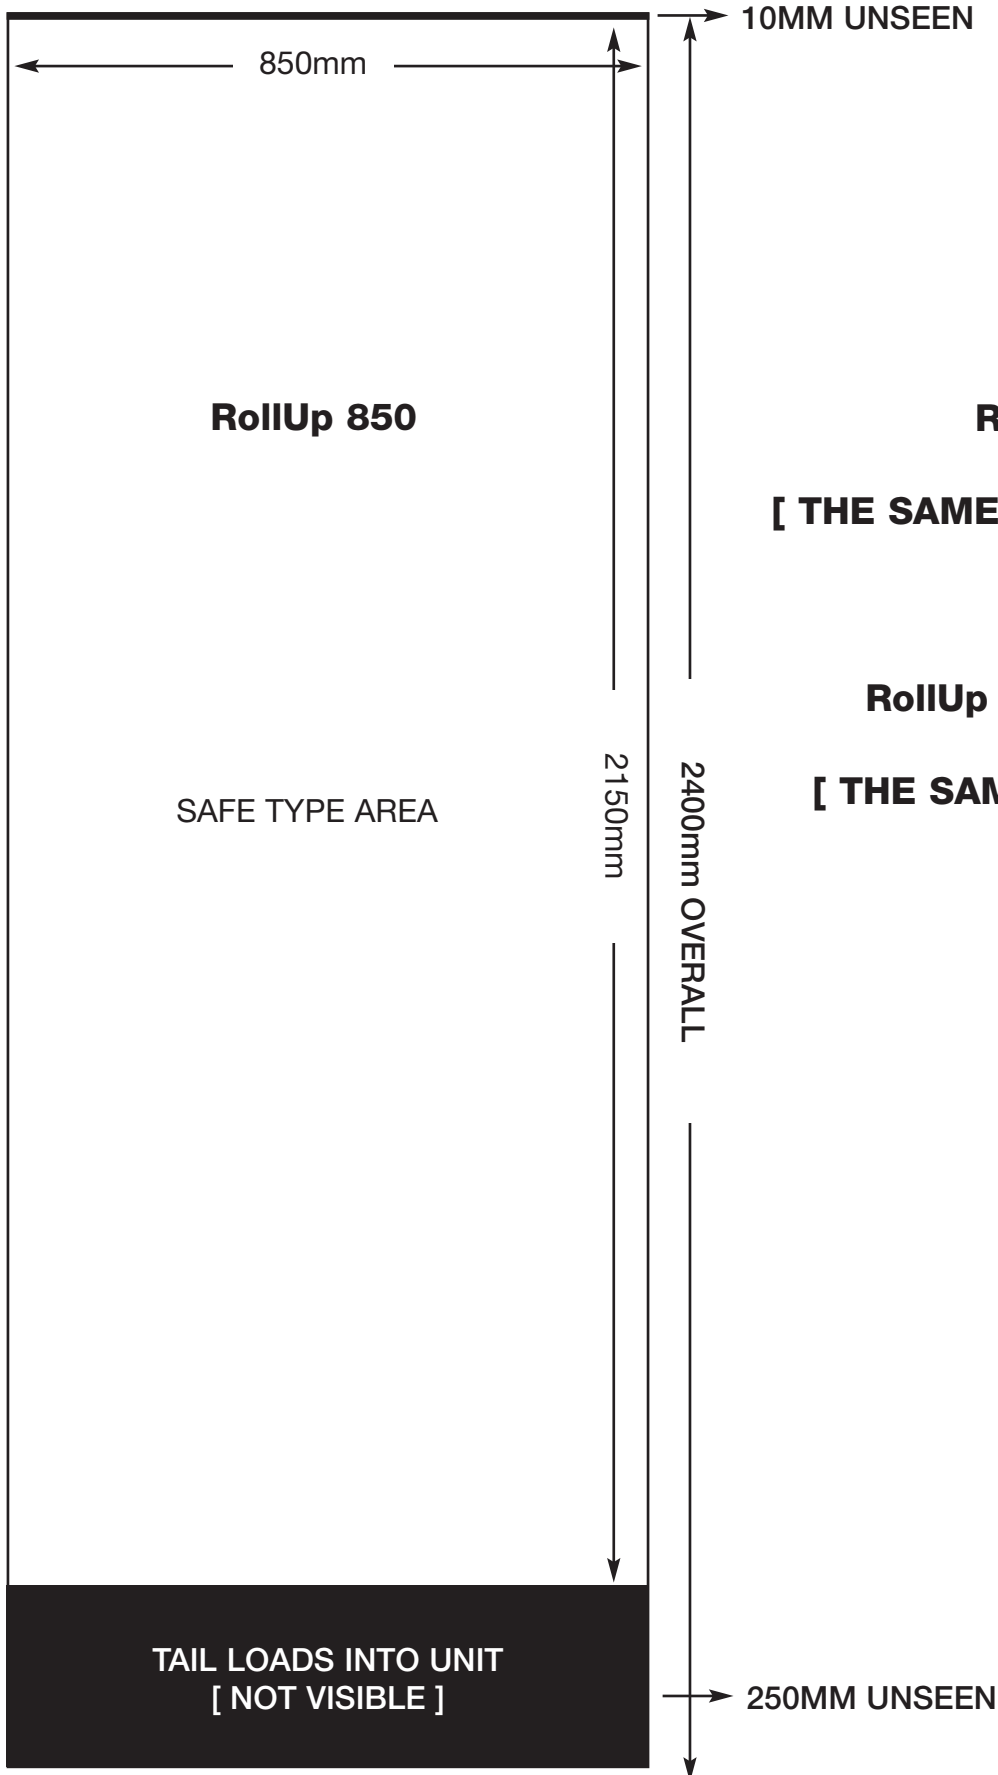 10MM UNSEEN
850mm
RollUp 850
R
[ THE SAME
RollUp
[ THE SAM
SAFE TYPE AREA
2150mm
2400mm OVERALL
TAIL LOADS INTO UNIT
[ NOT VISIBLE ]
250MM UNSEEN